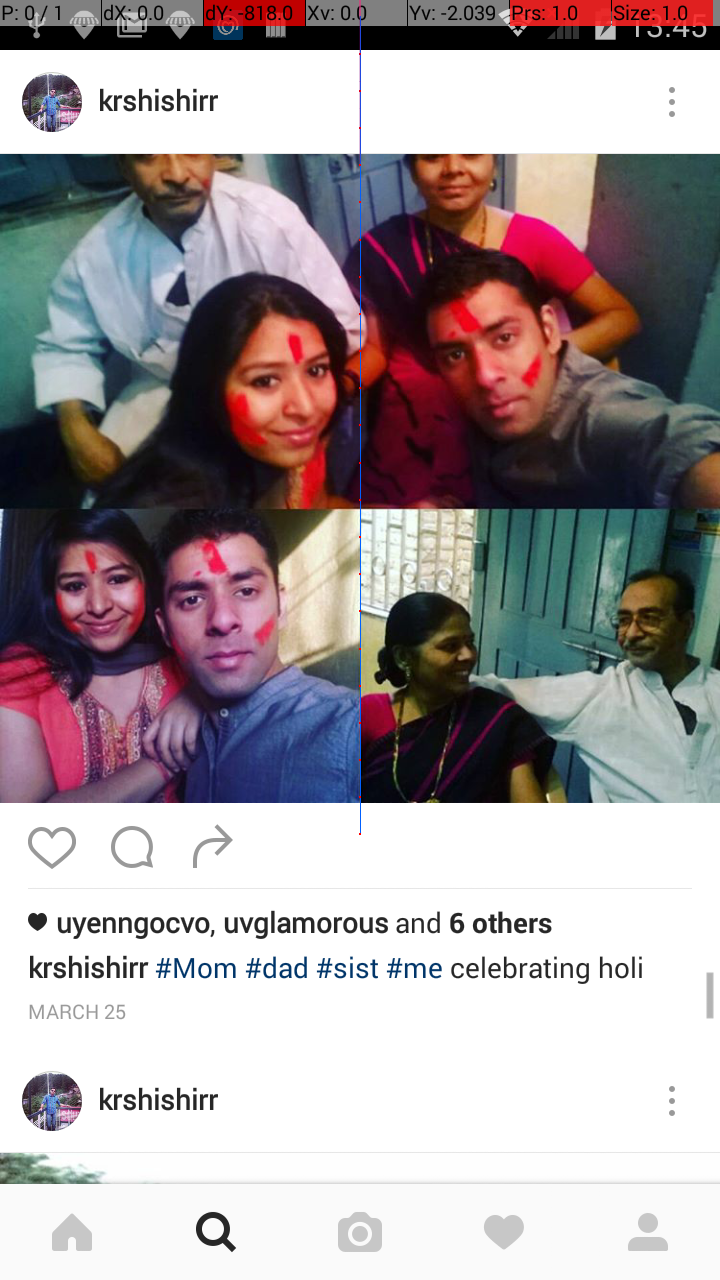 P: 0 / 1 dX: 0.0 dY: -818.0 Xv: 0.0 Yv: -2.039 Prs: 1.0 Size: 1.0
13:45
krshishirr
uyenngocvo, uvglamorous and 6 others
krshishirr #Mom #dad #sist #me celebrating holi
MARCH 25
krshishirr